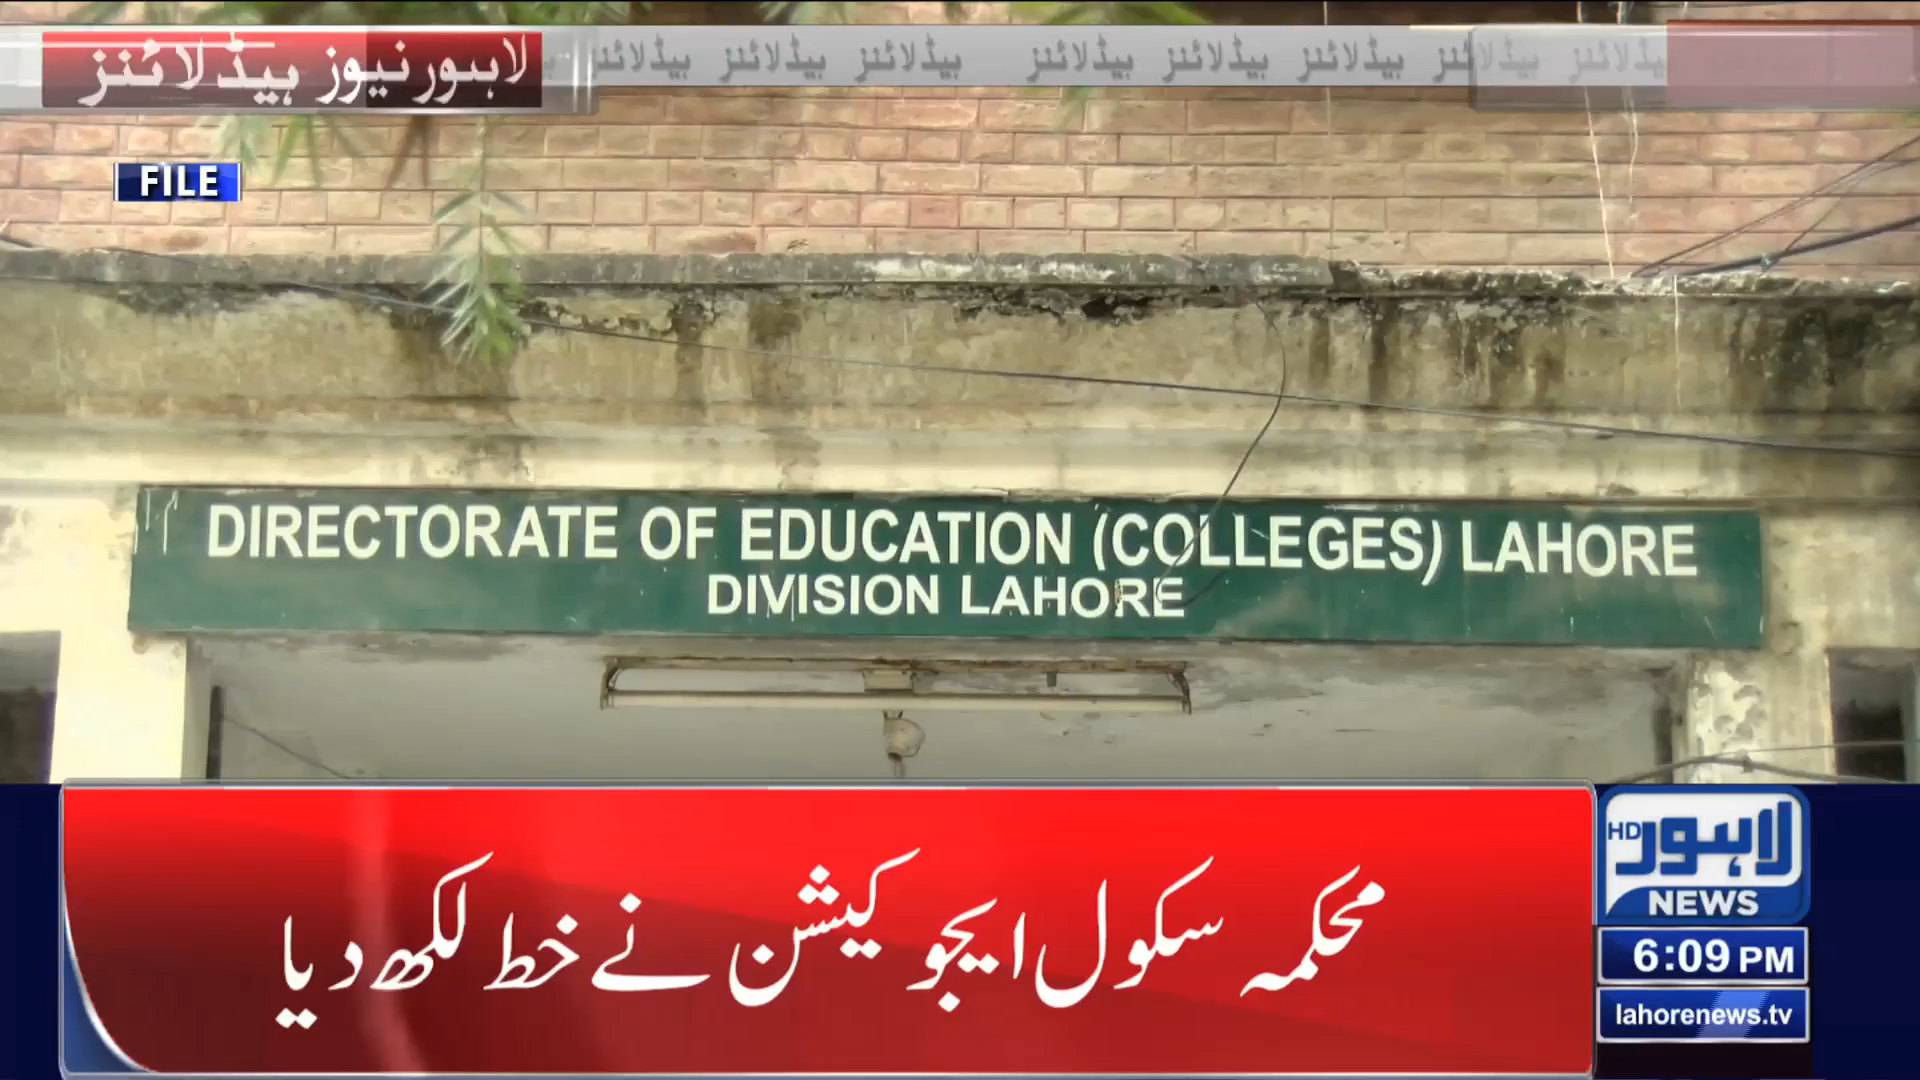 لاہور نیوز ہیڈلائنز
ہیڈلائنز ہیڈلائنز ہیڈلائنز ہیڈلائنز ہیڈلائنز ہیڈلائنز ہیڈلائنز
FILE
DIRECTORATE OF EDUCATION (COLLEGES) LAHORE
DIVISION LAHORE
محکمہ سکول ایجوکیشن نے خط لکھ دیا
HD لاہور
NEWS
6:09 PM
lahorenews.tv